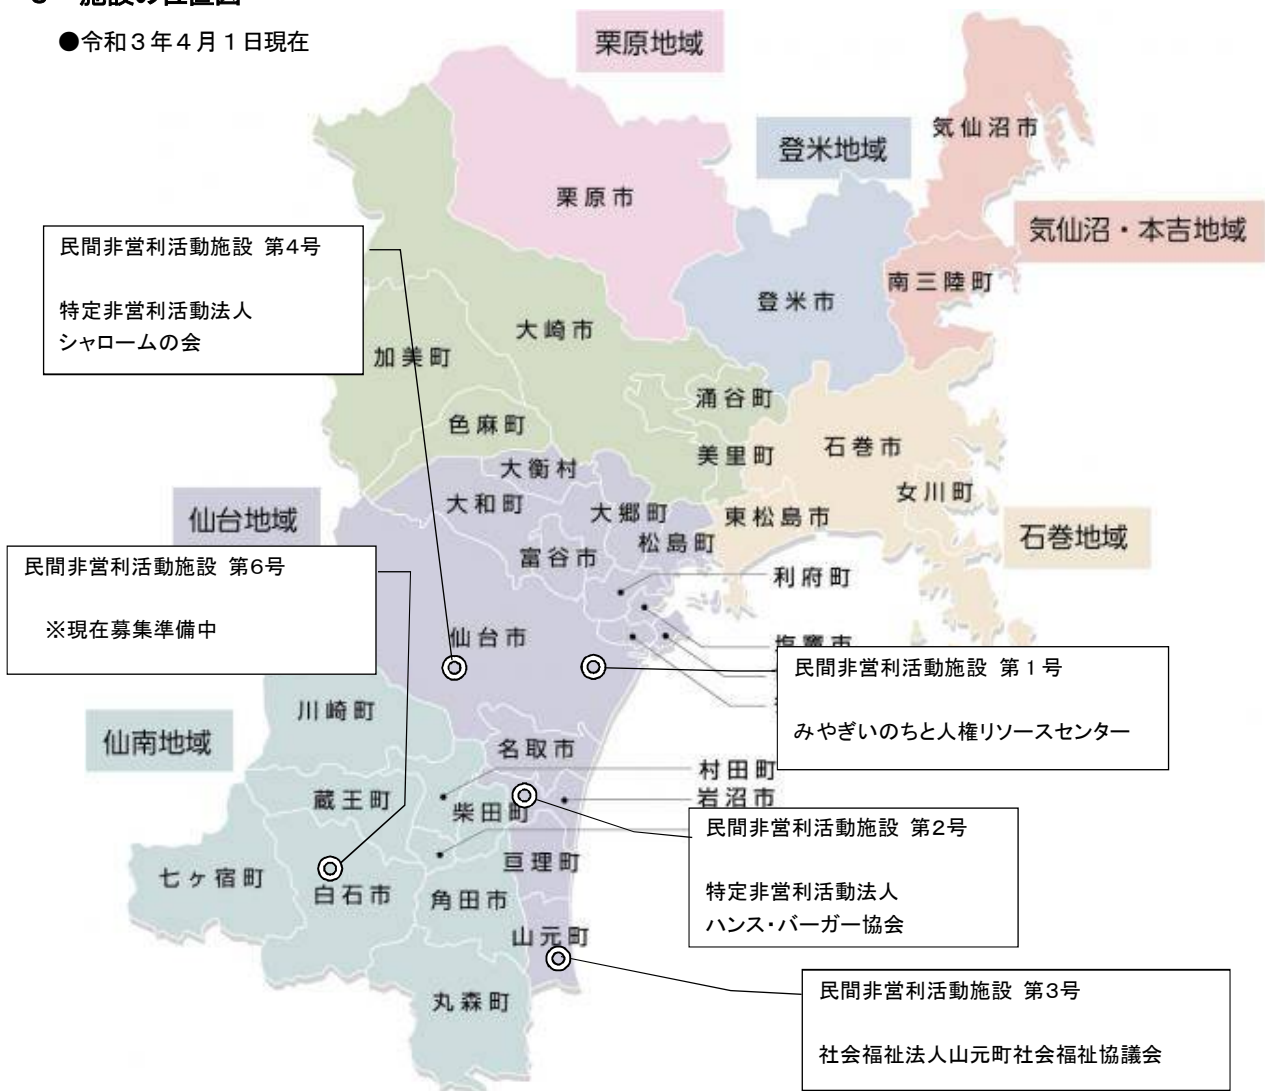 施設の位置図
●令和3年4月1日現在
栗原地域
登米地域
気仙沼市
栗原市
気仙沼・本吉地域
民間非営利活動施設 第4号
特定非営利活動法人
シャロームの会
南三陸町
登米市
大崎市
加美町
涌谷町
色麻町
石巻市
美里町
大衡村
女川町
大和町
大郷町
東松島市
仙台地域
松島町
石巻地域
富谷市
民間非営利活動施設 第6号
※現在募集準備中
利府町
仙台市
塩竈市
民間非営利活動施設 第1号
みやぎいのちと人権リソースセンター
川崎町
仙南地域
名取市
村田町
岩沼市
蔵王町
柴田町
民間非営利活動施設 第2号
特定非営利活動法人
ハンス・バーガー協会
亘理町
七ヶ宿町
白石市
角田市
山元町
民間非営利活動施設 第3号
社会福祉法人山元町社会福祉協議会
丸森町